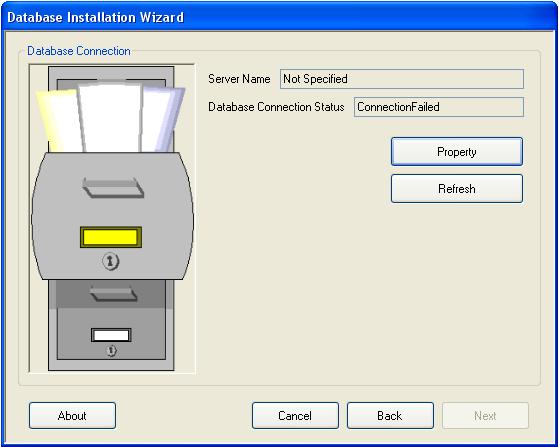 Database Installation Wizard
Database Connection
Server Name Not Specified
Database Connection Status ConnectionFailed
Property
Refresh
About Cancel Back Next